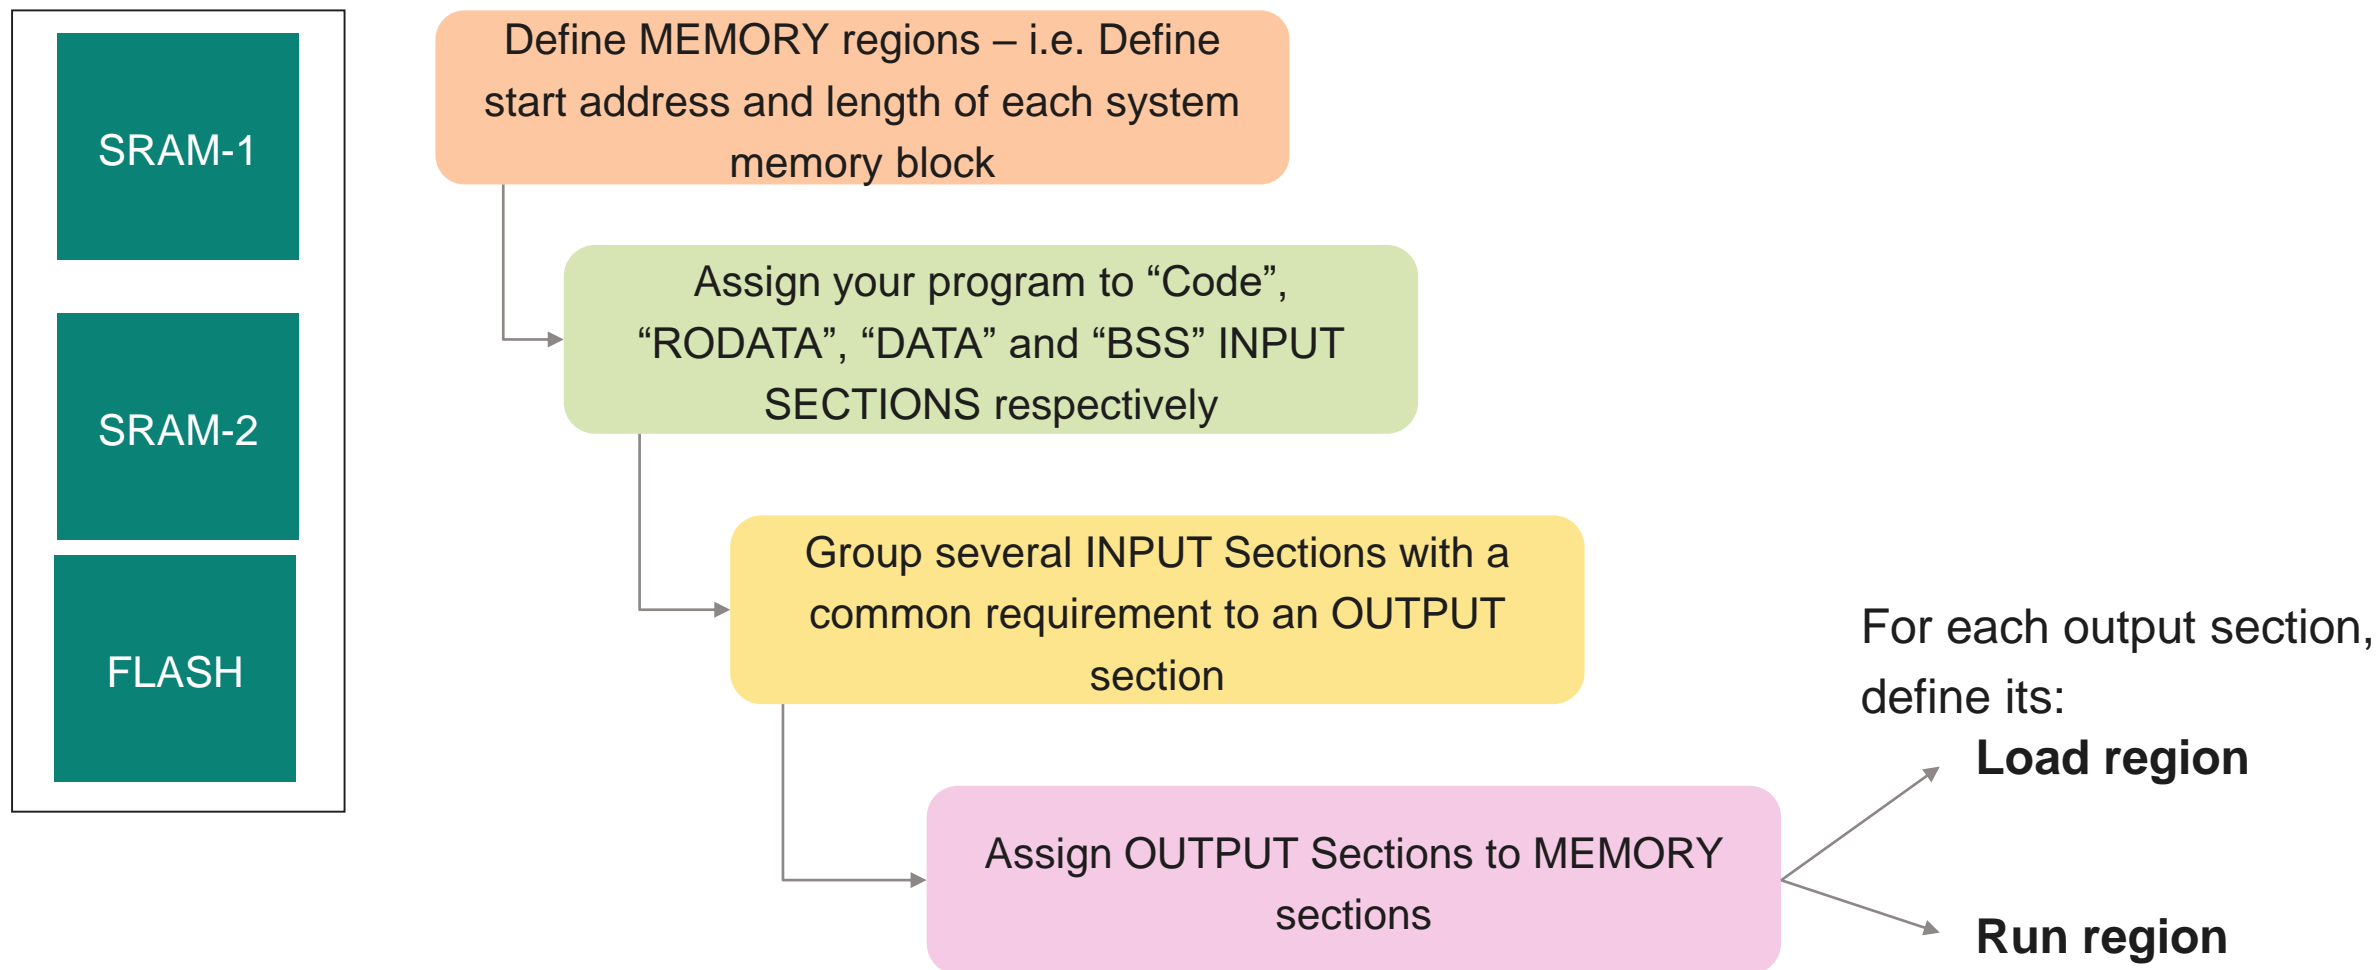 SRAM-1
SRAM-2
FLASH
Define MEMORY regions – i.e. Define
start address and length of each system
memory block
Assign your program to “Code”,
“RODATA”, “DATA” and “BSS” INPUT
SECTIONS respectively
Group several INPUT Sections with a
common requirement to an OUTPUT
section
Assign OUTPUT Sections to MEMORY
sections
For each output section,
define its:
Load region
Run region